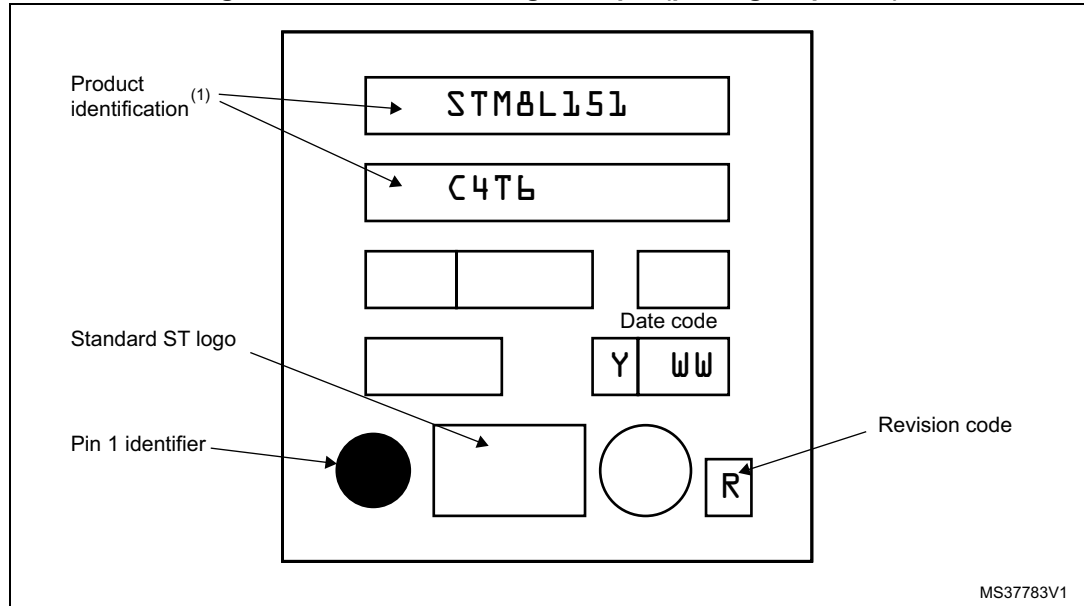 Product
identification (1)
STM8L151
C4T6
Date code
Standard ST logo
Y WW
Pin 1 identifier
Revision code
R
MS37783V1